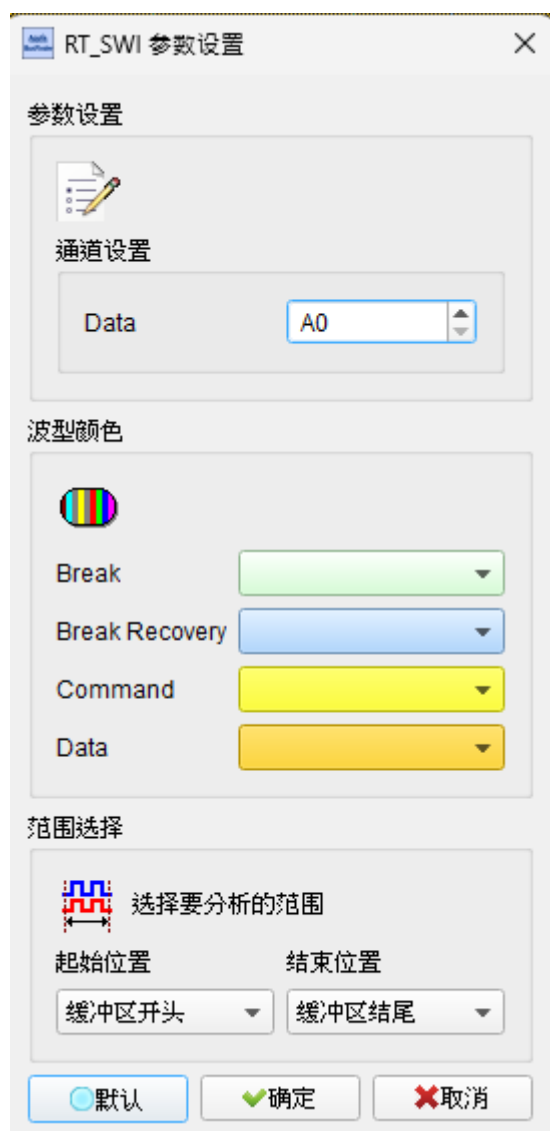 RT_SWI 参数设置
参数设置
通道设置
Data A0
波型颜色
Break
Break Recovery
Command
Data
范围选择
选择要分析的范围
起始位置 结束位置
缓冲区开头 缓冲区结尾
默认 确定 取消